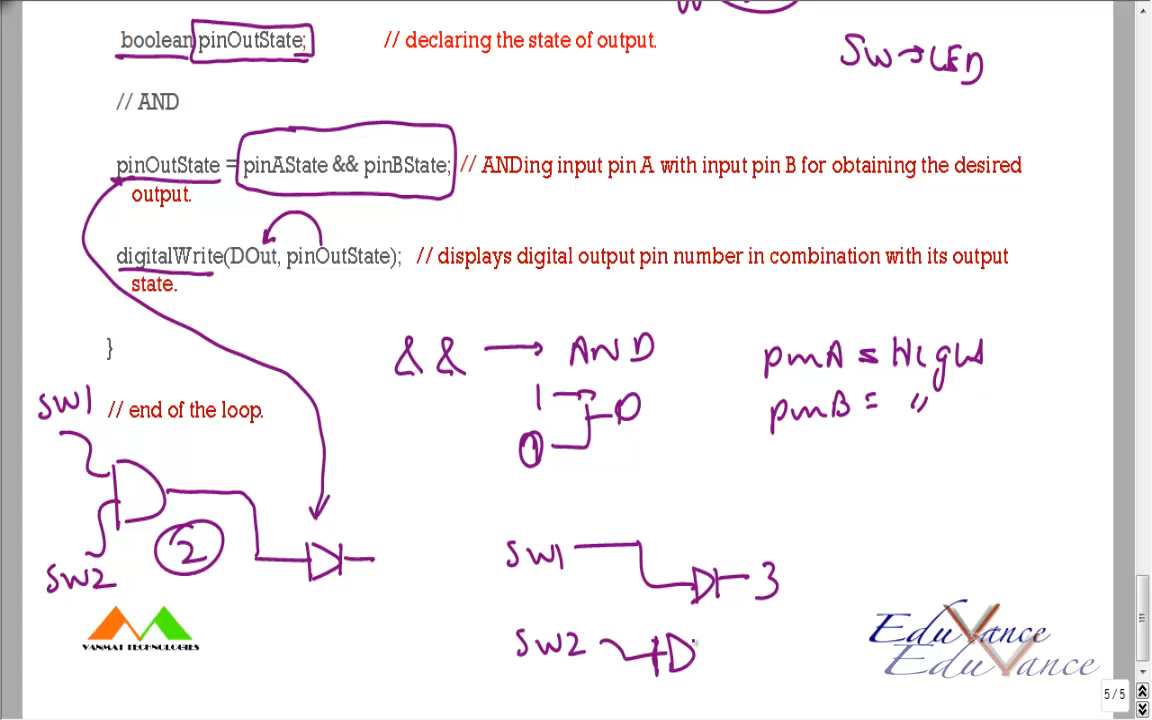 boolean pinOutState; // declaring the state of output.
SW → LED
// AND
pinOutState = pinAState && pinBState; // ANDing input pin A with input pin B for obtaining the desired
output.
digitalWrite(DOut, pinOutState); // displays digital output pin number in combination with its output
state.
}
&& → AND
pinA = High
pinB = "
1
0
0
SW1
// end of the loop.
SW2
2
SW1
3
SW2
VANMAT TECHNOLOGIES
EduVance
EduVance
5/5